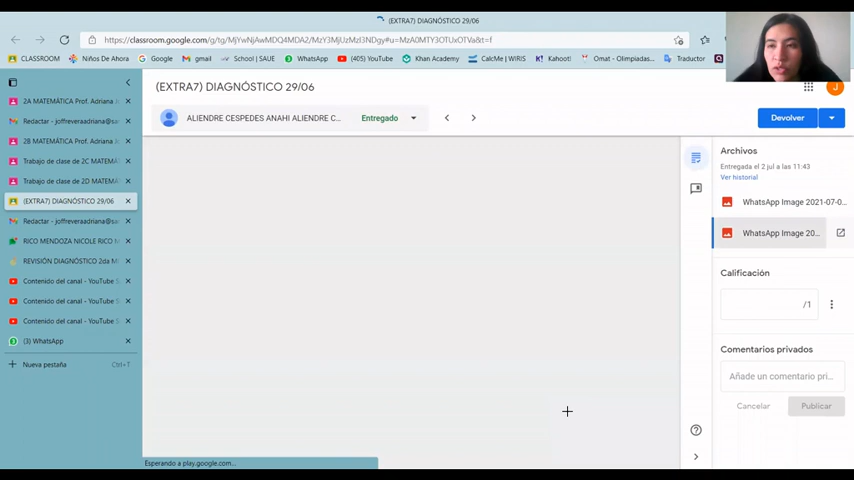 (EXTRA7) DIAGNÓSTICO 29/06
https://classroom.google.com/g/tg/
CLASSROOM
Niños De Ahora
Google
gmail
School | SAUE
WhatsApp
(405) YouTube
Khan Academy
CalcMe | WIRIS
Kahoot!
Omat - Olimpiadas...
Traductor
2A MATEMÁTICA Prof. Adriana Jo
Redactar - joffreveraadriana@sa
2B MATEMÁTICA Prof. Adriana Jo
Trabajo de clase de 2C MATEMÁ
Trabajo de clase de 2D MATEMÁ
(EXTRA7) DIAGNÓSTICO 29/06
Redactar - joffreveraadriana@sa
RICO MENDOZA NICOLE RICO M
REVISIÓN DIAGNÓSTICO 2da M
Contenido del canal - YouTube S
Contenido del canal - YouTube S
Contenido del canal - YouTube S
(3) WhatsApp
Nueva pestaña
Ctrl+T
(EXTRA7) DIAGNÓSTICO 29/06
J
ALIENDRE CESPEDES ANAHI ALIENDRE C...
Entregado
Devolver
Archivos
Entregada el 2 jul a las 11:43
Ver historial
WhatsApp Image 2021-07-0...
WhatsApp Image 20...
Calificación
/1
Comentarios privados
Añade un comentario pri...
Cancelar
Publicar
Esperando a play.google.com...